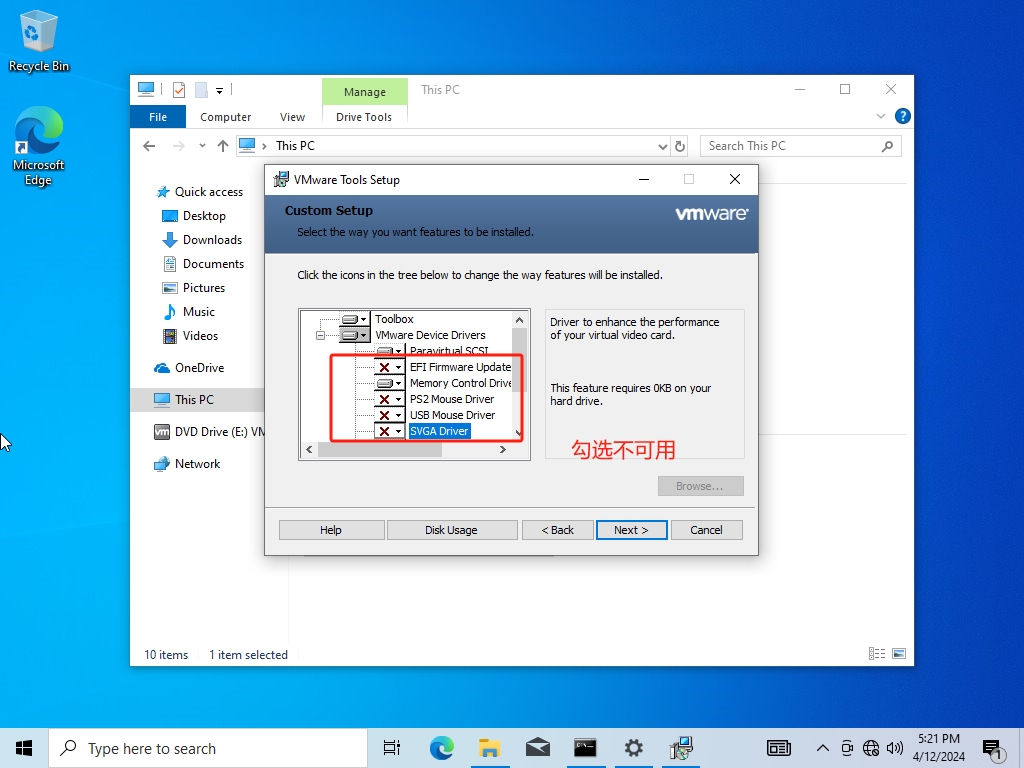 Recycle Bin
Microsoft
Edge
Manage
This PC
File
Computer
View
Drive Tools
This PC
Search This PC
Quick access
Desktop
Downloads
Documents
Pictures
Music
Videos
OneDrive
This PC
DVD Drive (E:) VM
Network
VMware Tools Setup
Custom Setup
vmware
Select the way you want features to be installed.
Click the icons in the tree below to change the way features will be installed.
Toolbox
VMware Device Drivers
Paravirtual SCSI
EFI Firmware Update
Memory Control Drive
PS2 Mouse Driver
USB Mouse Driver
SVGA Driver
Driver to enhance the performance
of your virtual video card.
This feature requires 0KB on your
hard drive.
勾选不可用
Browse...
Help
Disk Usage
< Back
Next >
Cancel
10 items
1 item selected
Type here to search
5:21 PM
4/12/2024
1